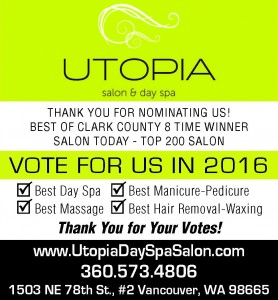 UTOPIA
salon & day spa
THANK YOU FOR NOMINATING US!
BEST OF CLARK COUNTY 8 TIME WINNER
SALON TODAY - TOP 200 SALON
VOTE FOR US IN 2016
Best Day Spa Best Manicure-Pedicure
Best Massage Best Hair Removal-Waxing
Thank You for Your Votes!
www.UtopiaDaySpaSalon.com
360.573.4806
1503 NE 78th St., #2 Vancouver, WA 98665